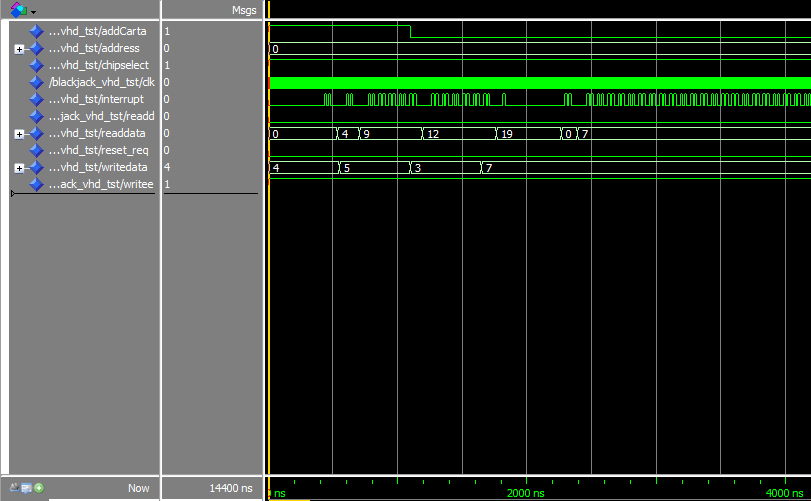 Msgs
...vhd_tst/addCarta 1
...vhd_tst/address 0 0
...vhd_tst/chipselect 1
/blackjack_vhd_tst/clk 0
...vhd_tst/interrupt 0
...jack_vhd_tst/readd 0
...vhd_tst/readdata 0 0 4 9 12 19 0 7
...vhd_tst/reset_req 0
...vhd_tst/writedata 4 4 5 3 7
...ack_vhd_tst/writee 1
Now 14400 ns ns 2000 ns 4000 ns